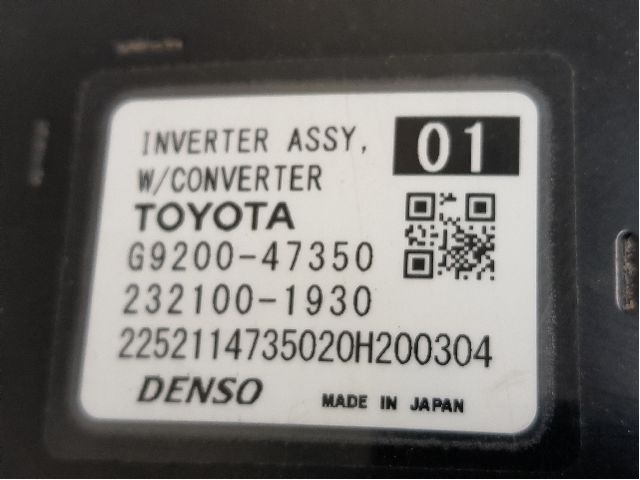 INVERTER ASSY, 01
W/CONVERTER
TOYOTA
G9200-47350
232100-1930
2252114735020H200304
DENSO MADE IN JAPAN